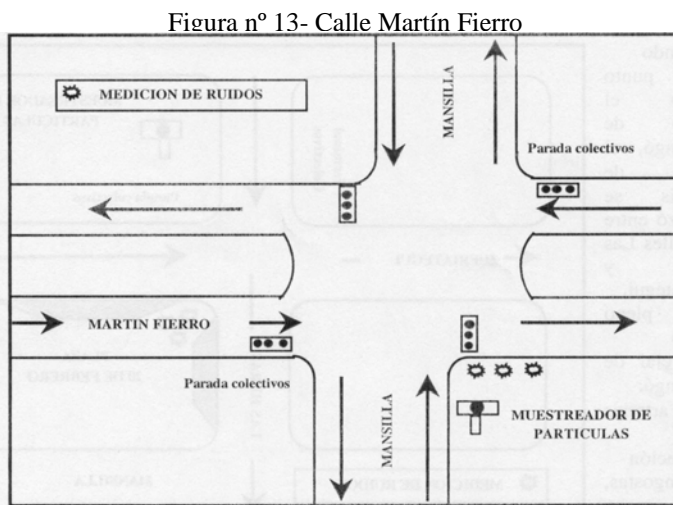 Figura nº 13- Calle Martín Fierro
MEDICION DE RUIDOS
MANSILLA
Parada colectivos
MARTIN FIERRO
Parada colectivos
MANSILLA
MUESTREADOR DE
PARTICULAS